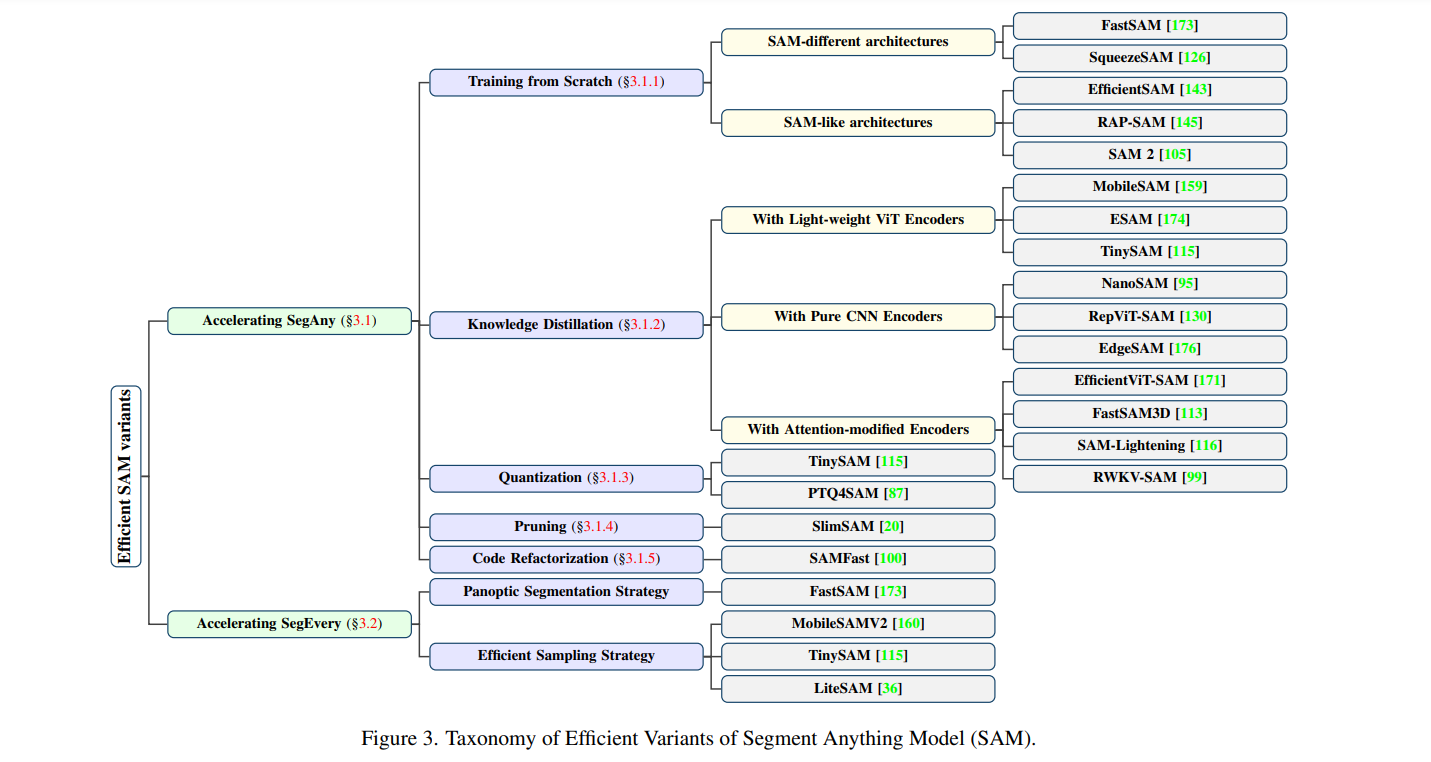 Efficient SAM variants
Accelerating SegAny (§3.1)
Training from Scratch (§3.1.1)
SAM-different architectures
FastSAM [173]
SqueezeSAM [126]
SAM-like architectures
EfficientSAM [143]
RAP-SAM [145]
SAM 2 [105]
Knowledge Distillation (§3.1.2)
With Light-weight ViT Encoders
MobileSAM [159]
ESAM [174]
TinySAM [115]
With Pure CNN Encoders
NanoSAM [95]
RepViT-SAM [130]
EdgeSAM [176]
With Attention-modified Encoders
EfficientViT-SAM [171]
FastSAM3D [113]
SAM-Lightening [116]
RWKV-SAM [99]
Quantization (§3.1.3)
TinySAM [115]
PTQ4SAM [87]
Pruning (§3.1.4)
SlimSAM [20]
Code Refactorization (§3.1.5)
SAMFast [100]
Accelerating SegEvery (§3.2)
Panoptic Segmentation Strategy
FastSAM [173]
Efficient Sampling Strategy
MobileSAMV2 [160]
TinySAM [115]
LiteSAM [36]
Figure 3. Taxonomy of Efficient Variants of Segment Anything Model (SAM).